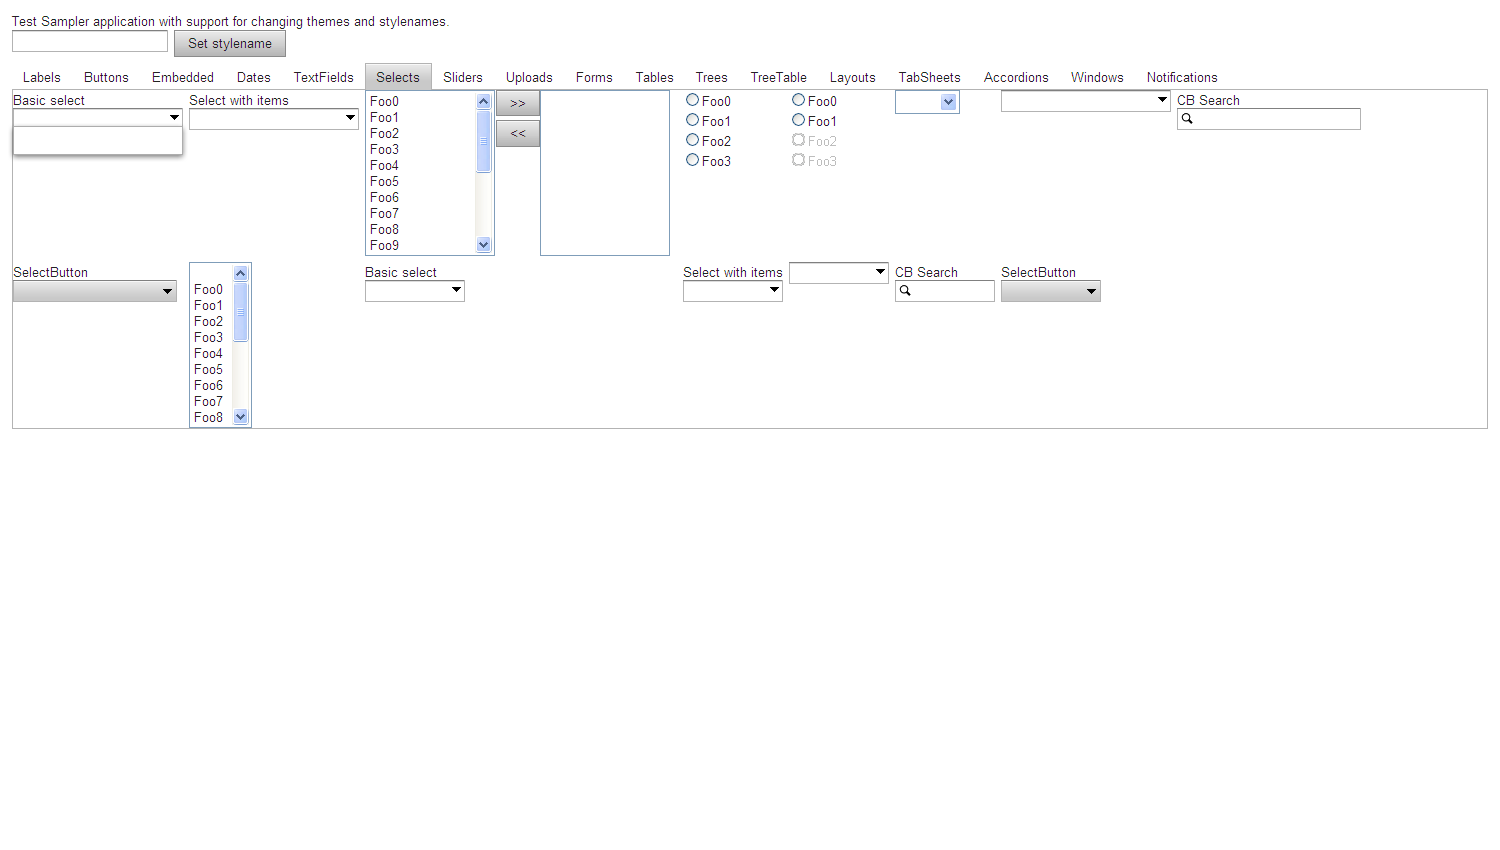 Test Sampler application with support for changing themes and stylenames.
Set stylename
Labels Buttons Embedded Dates TextFields Selects Sliders Uploads Forms Tables Trees TreeTable Layouts TabSheets Accordions Windows Notifications
Basic select
Select with items
Foo0
Foo1
Foo2
Foo3
Foo4
Foo5
Foo6
Foo7
Foo8
Foo9
>>
<<
Foo0
Foo1
Foo2
Foo3
Foo0
Foo1
Foo2
Foo3
CB Search
SelectButton
Foo0
Foo1
Foo2
Foo3
Foo4
Foo5
Foo6
Foo7
Foo8
Basic select
Select with items
CB Search
SelectButton